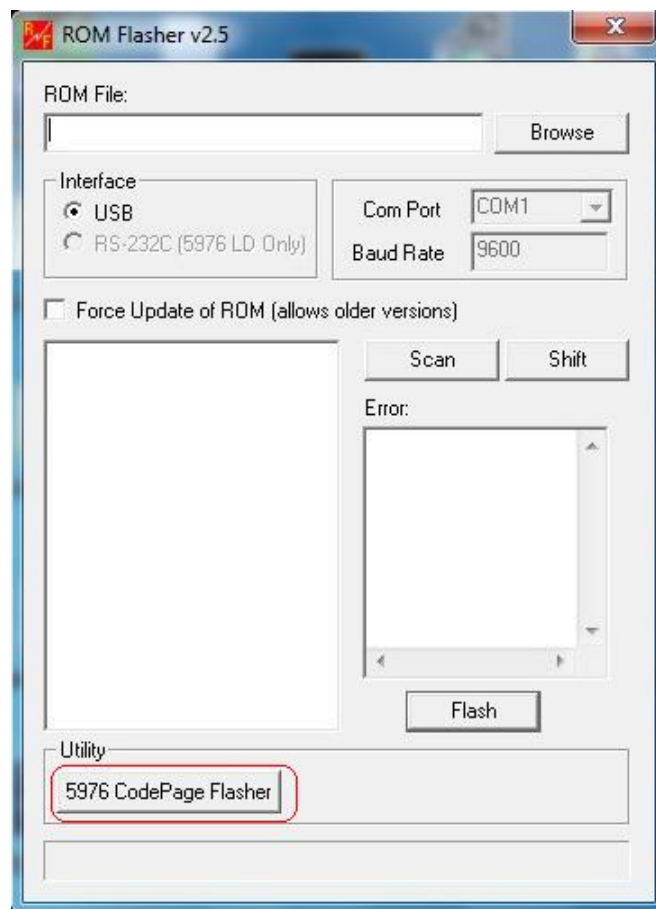 RWF ROM Flasher v2.5
ROM File:
Browse
Interface
USB
RS-232C (5976 LD Only)
Com Port COM1
Baud Rate 9600
Force Update of ROM (allows older versions)
Scan Shift
Error:
Flash
Utility
5976 CodePage Flasher